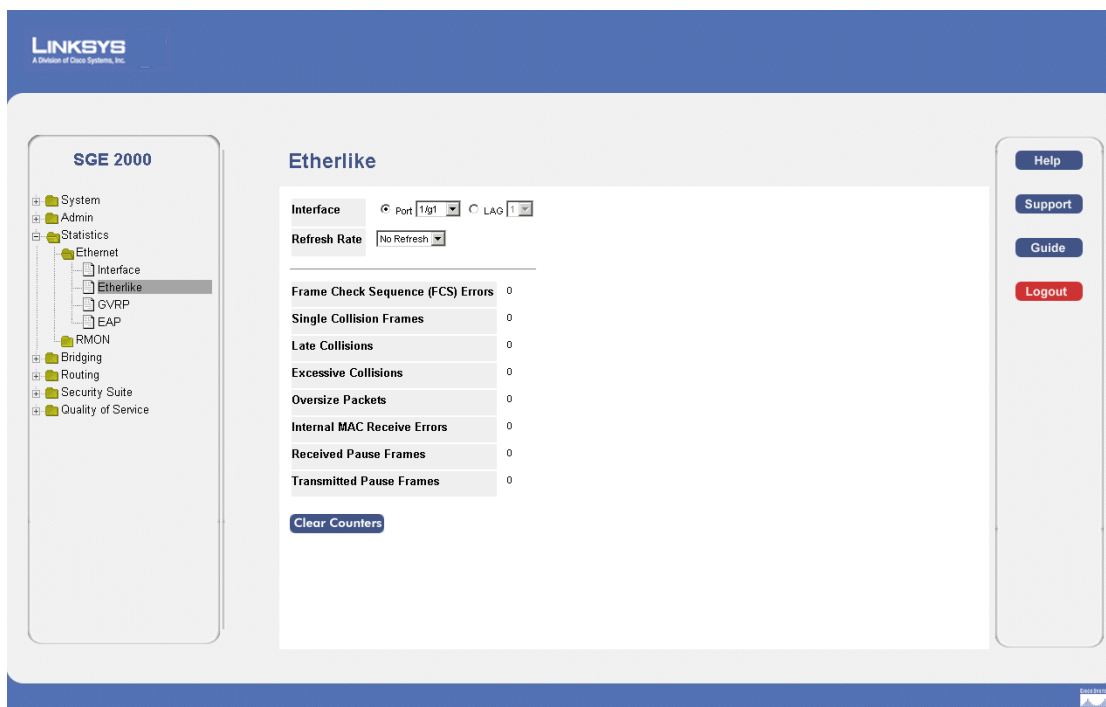 LINKSYS
A Division of Cisco Systems, Inc.
SGE 2000
System
Admin
Statistics
Ethernet
Interface
Etherlike
GVRP
EAP
RMON
Bridging
Routing
Security Suite
Quality of Service
Etherlike
Interface Port 1/g1 LAG 1
Refresh Rate No Refresh
Frame Check Sequence (FCS) Errors 0
Single Collision Frames 0
Late Collisions 0
Excessive Collisions 0
Oversize Packets 0
Internal MAC Receive Errors 0
Received Pause Frames 0
Transmitted Pause Frames 0
Clear Counters
Help
Support
Guide
Logout